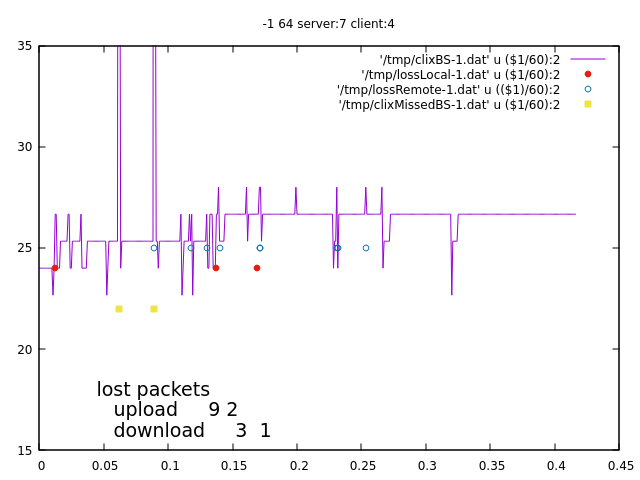 -1 64 server:7 client:4
35
30
25
20
15
'/tmp/clixBS-1.dat' u ($1/60):2
'/tmp/lossLocal-1.dat' u ($1/60):2
'/tmp/lossRemote-1.dat' u (($1)/60):2
'/tmp/clixMissedBS-1.dat' u ($1/60):2
lost packets
upload 9 2
download 3 1
0 0.05 0.1 0.15 0.2 0.25 0.3 0.35 0.4 0.45